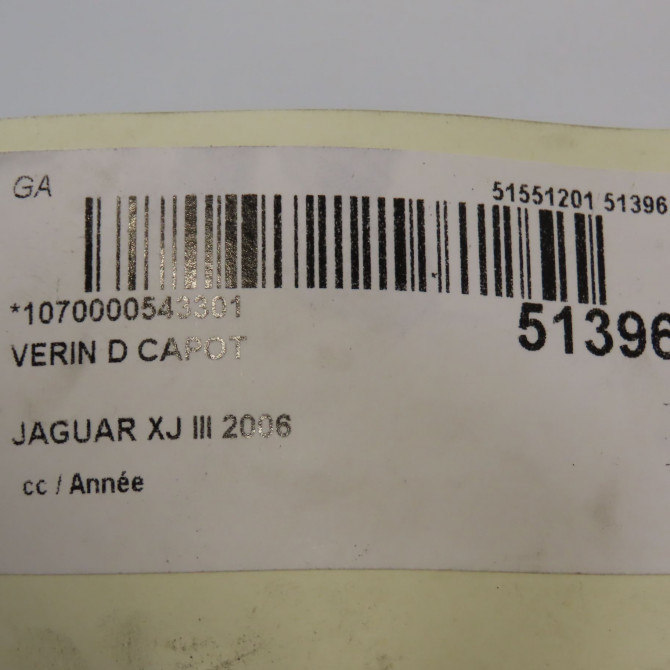 GA
51551201 51396
*1070000543301
51396
VERIN D CAPOT
JAGUAR XJ III 2006
cc / Année